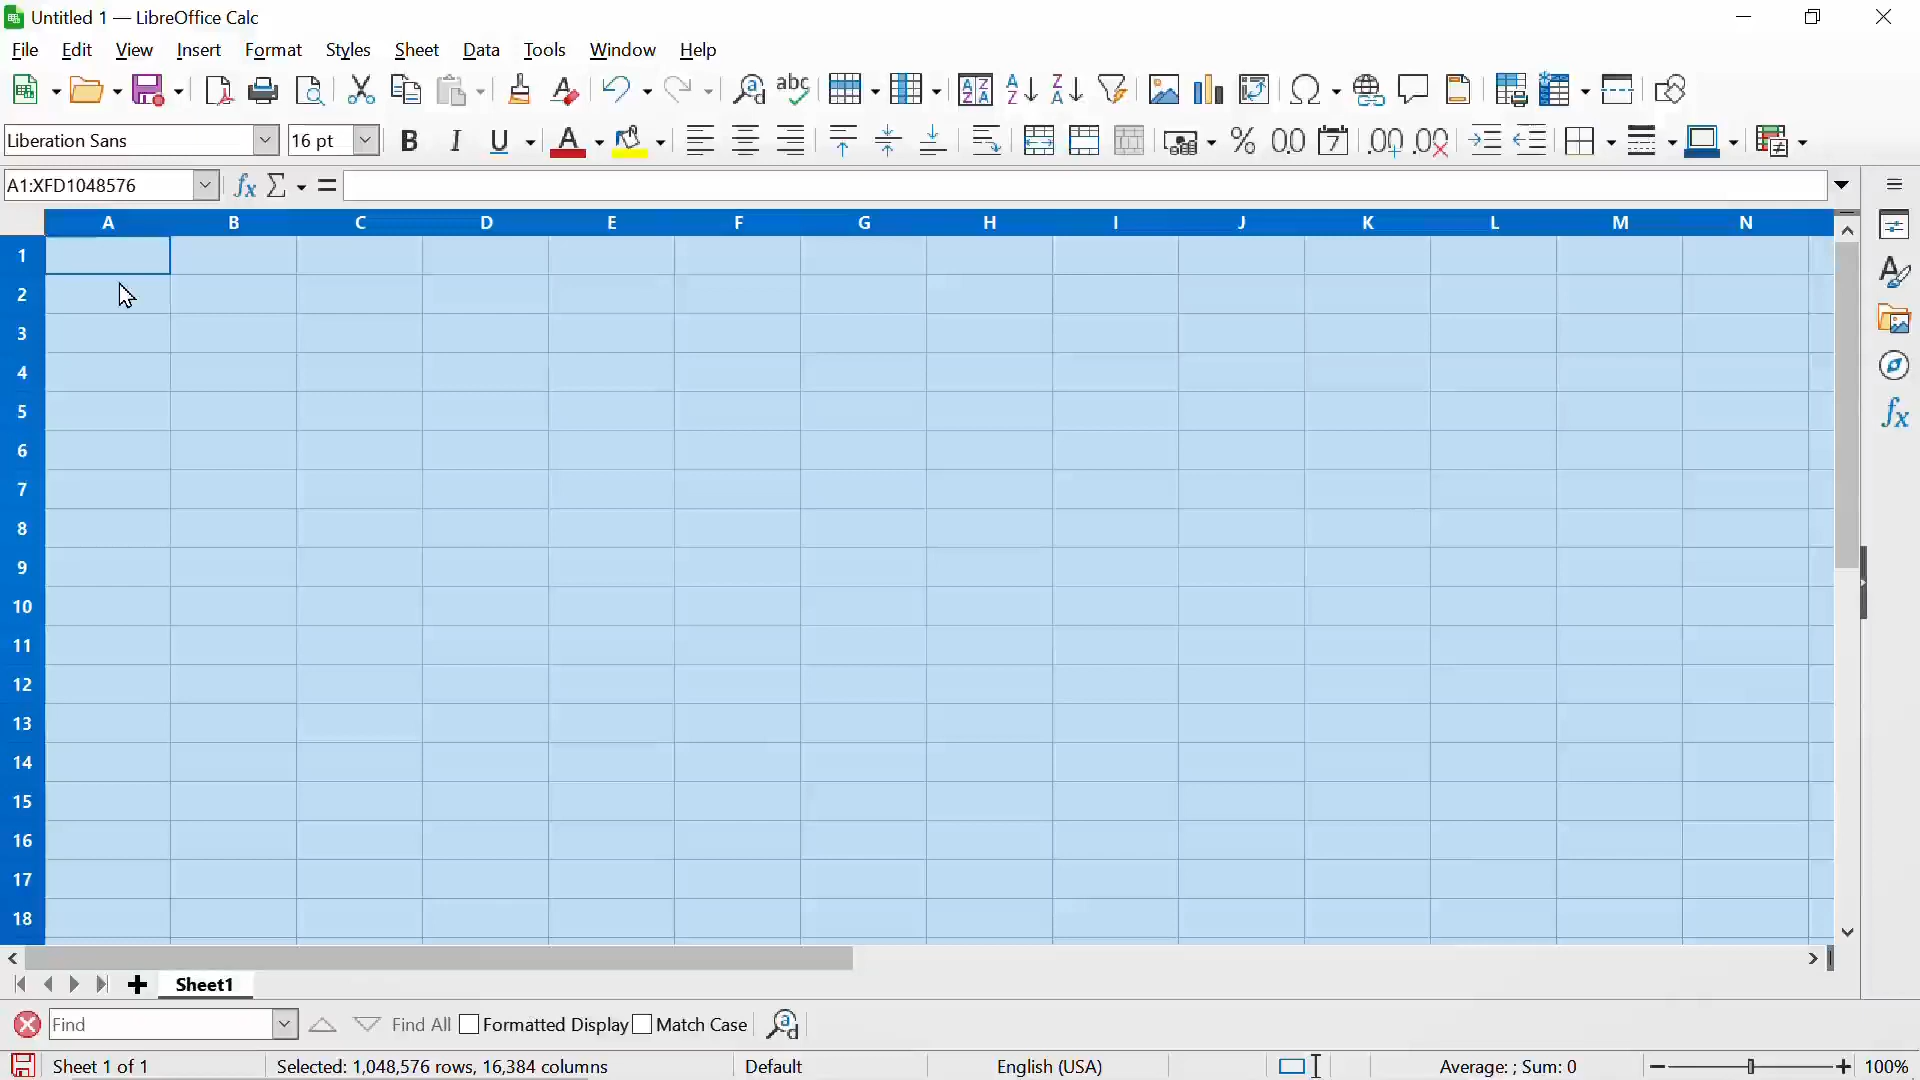 Untitled 1 — LibreOffice Calc
File Edit View Insert Format Styles Sheet Data Tools Window Help
Liberation Sans 16 pt
A1:XFD1048576
A B C D E F G H I J K L M N
1
2
3
4
5
6
7
8
9
10
11
12
13
14
15
16
17
18
Sheet1
Find Find All Formatted Display Match Case
Sheet 1 of 1 Selected: 1,048,576 rows, 16,384 columns Default English (USA) Average: ; Sum: 0 100%